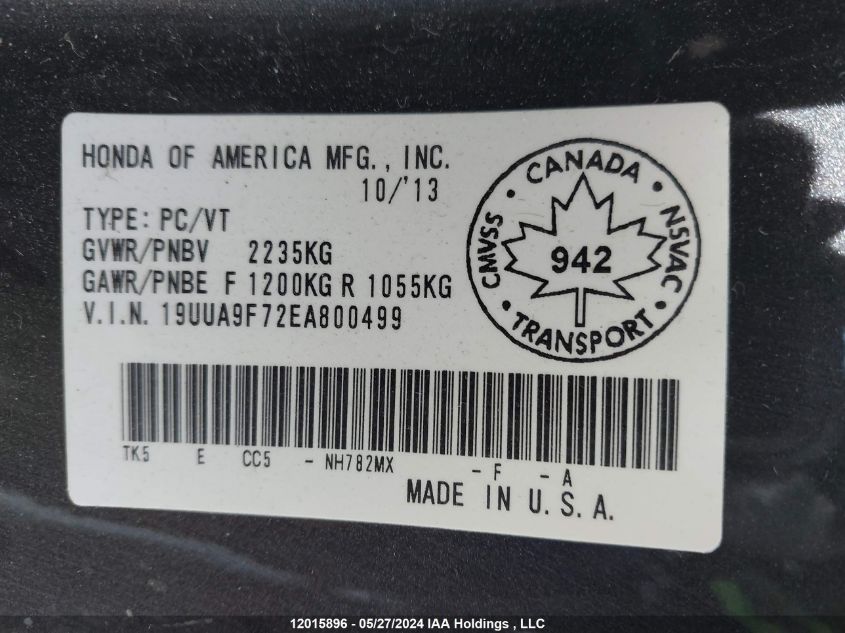 HONDA OF AMERICA MFG., INC.
10/'13
TYPE: PC/VT
GVWR/PNBV 2235KG
GAWR/PNBE F 1200KG R 1055KG
V.I.N. 19UUA9F72EA800499
CANADA
CMVSS
NSVAC
942
TRANSPORT
TK5 E CC5 - NH782MX - F - A
MADE IN U.S.A.
12015896 - 05/27/2024 IAA Holdings , LLC